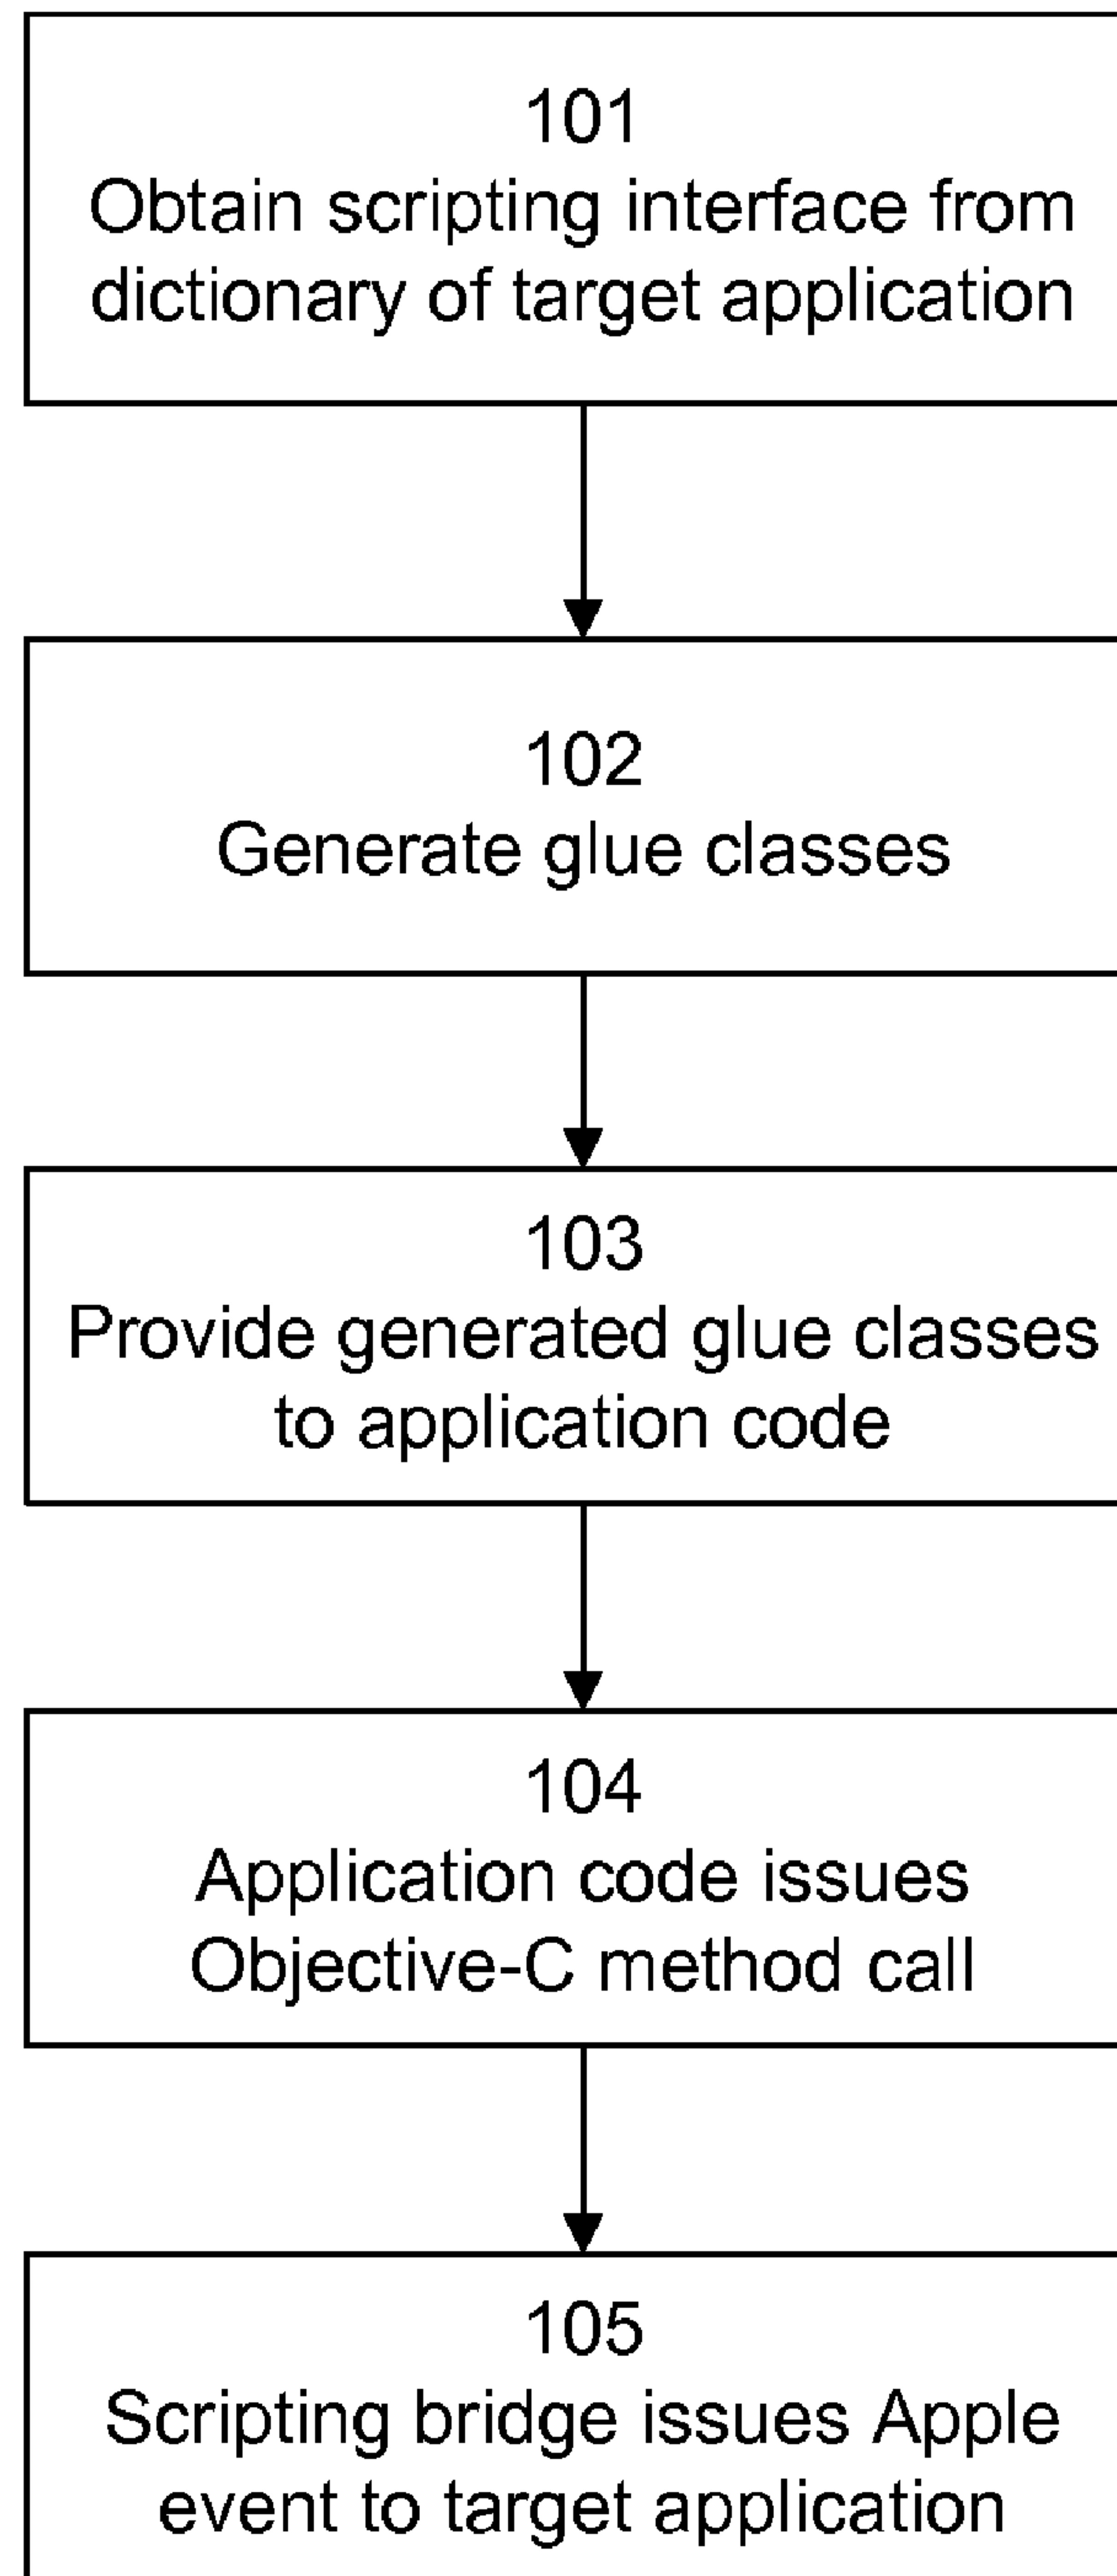 101
Obtain scripting interface from
dictionary of target application
102
Generate glue classes
103
Provide generated glue classes
to application code
104
Application code issues
Objective-C method call
105
Scripting bridge issues Apple
event to target application